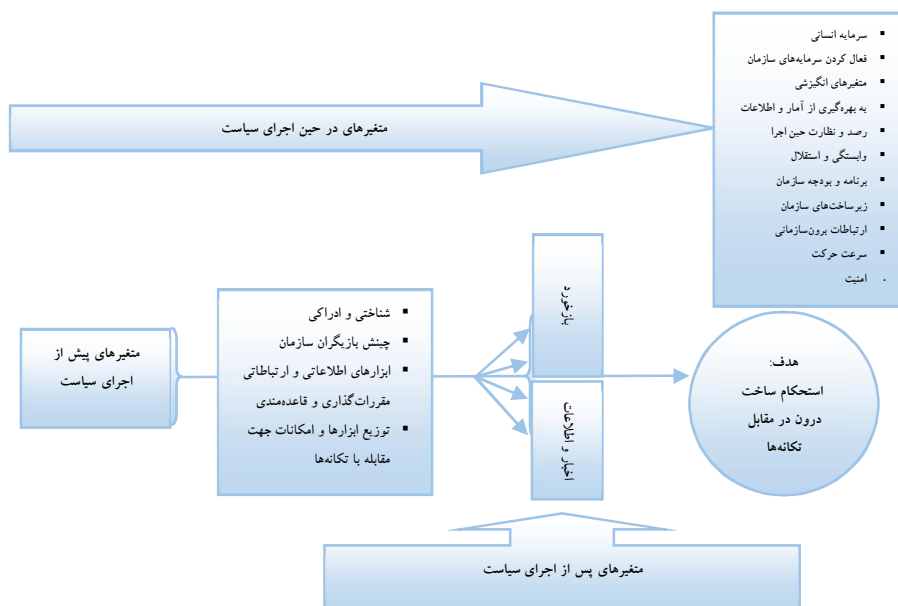 سرمایه انسانی
فعال کردن سرمایه‌های سازمان
متغیرهای انگیزشی
به بهره‌گیری از آمار و اطلاعات
رصد و نظارت حین اجرا
وابستگی و استقلال
برنامه و بودجه سازمان
زیرساخت‌های سازمان
ارتباطات برون‌سازمانی
سرعت حرکت
امنیت
متغیرهای در حین اجرای سیاست
بازخورد
اخبار و اطلاعات
شناختی و ادراکی
چینش بازیگران سازمان
ابزارهای اطلاعاتی و ارتباطاتی
مقررات‌گذاری و قاعده‌مندی
توزیع ابزارها و امکانات جهت
مقابله با تکانه‌ها
متغیرهای پیش از
اجرای سیاست
هدف:
استحکام ساخت
درون در مقابل
تکانه‌ها
متغیرهای پس از اجرای سیاست